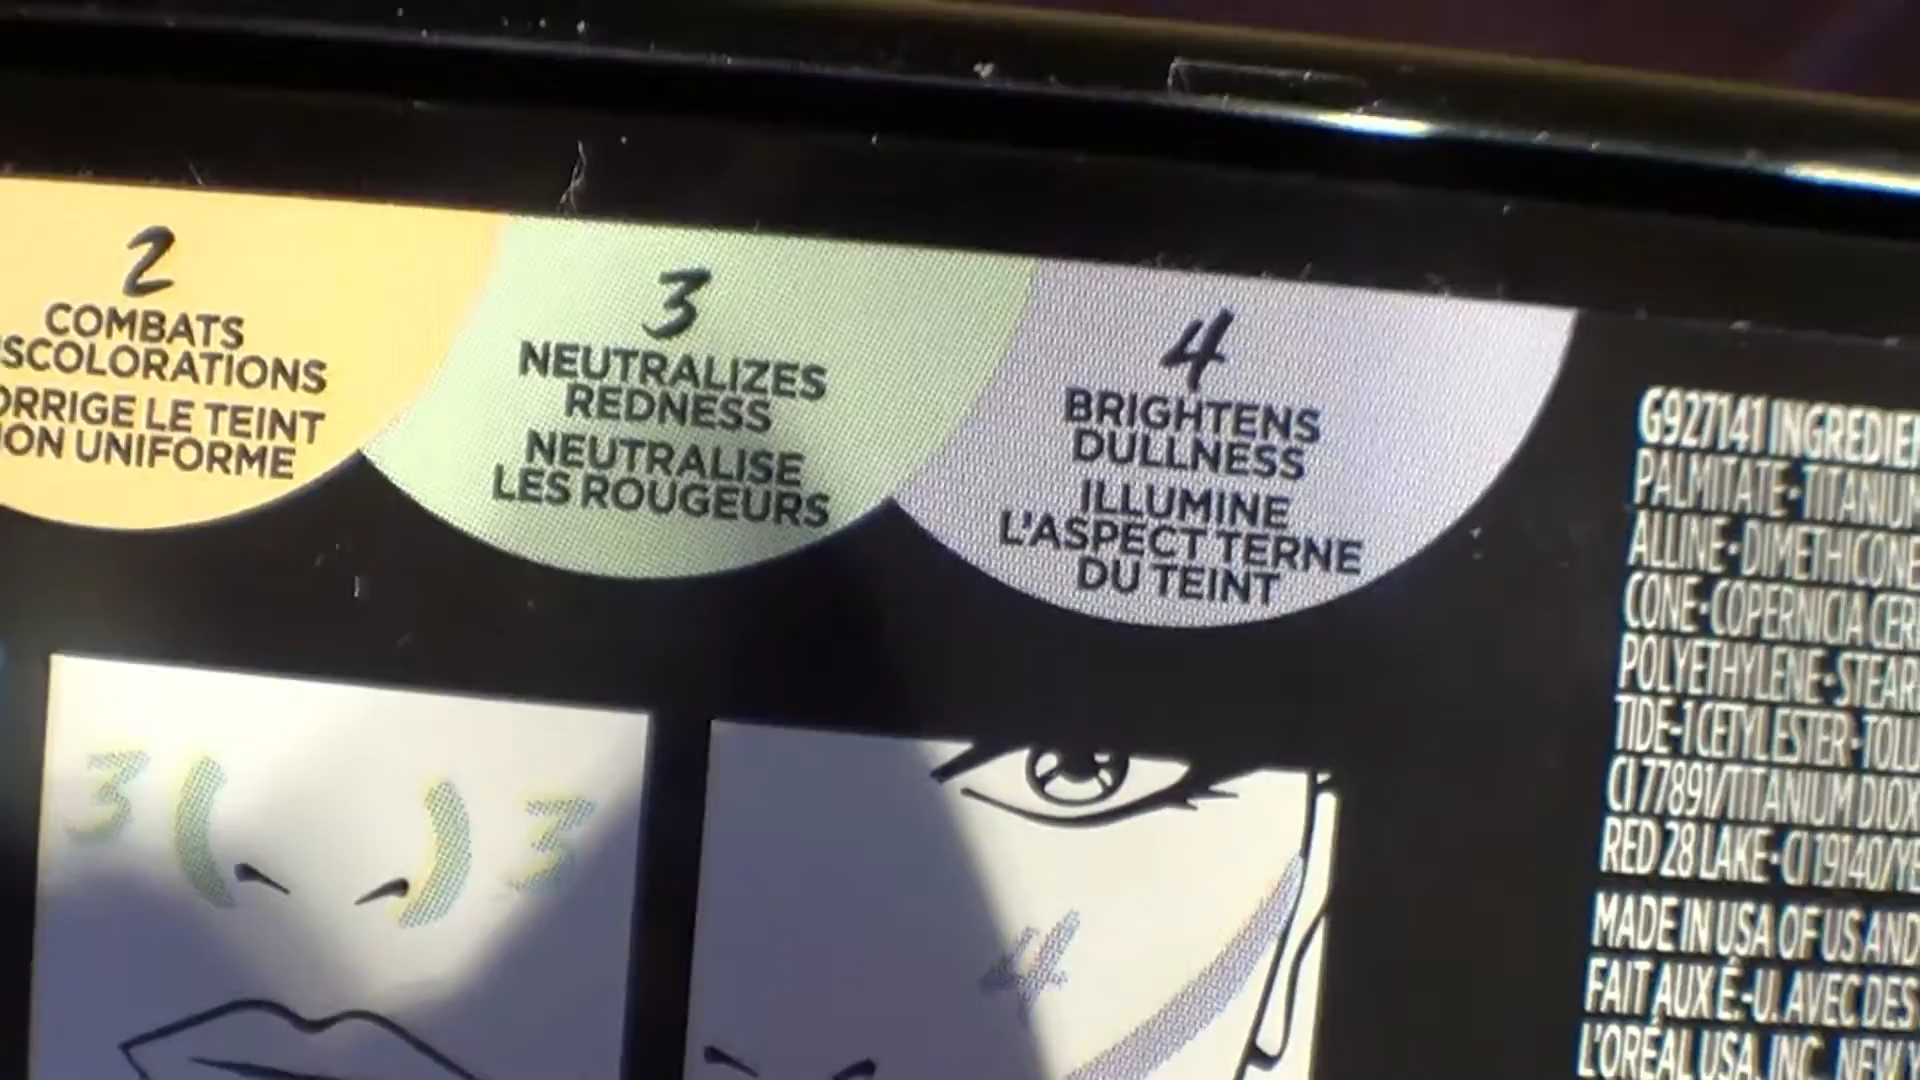 2
COMBATS
SCOLORATIONS
ORRIGE LE TEINT
ON UNIFORME
3
NEUTRALIZES
REDNESS
NEUTRALISE
LES ROUGEURS
4
BRIGHTENS
DULLNESS
ILLUMINE
L'ASPECT TERNE
DU TEINT
3 3
4
G927141 INGREDIE
PALMITATE • TITANIUM
ALLINE • DIMETHICONE
CONE • COPERNICIA CER
POLYETHYLENE • STEAR
TIDE-1 CETYL ESTER • TOLU
CI 77891/TITANIUM DIOX
RED 28 LAKE • CI 19140/YE
MADE IN USA OF US AND
FAIT AUX É.-U. AVEC DES
L'ORÉAL USA, INC., NEW Y